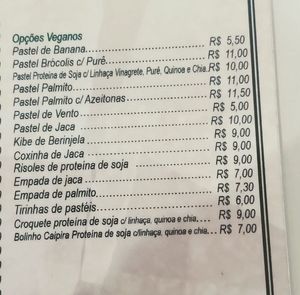 Opções Veganos
Pastel de Banana R$ 5,50
Pastel Brócolis c/ Purê R$ 11,00
Pastel Proteina de Soja c/ Linhaça Vinagrete, Purê, Quinoa e Chia. R$ 10,00
Pastel Palmito R$ 11,00
Pastel Palmito c/ Azeitonas R$ 11,50
Pastel de Vento R$ 5,00
Pastel de Jaca R$ 10,00
Kibe de Berinjela R$ 9,00
Coxinha de Jaca R$ 9,00
Risoles de proteina de soja R$ 9,00
Empada de jaca R$ 7,00
Empada de palmito R$ 7,30
Tirinhas de pastéis R$ 6,00
Croquete proteina de soja c/ linhaça, quinoa e chia R$ 9,00
Bolinho Caipira Proteina de soja c/linhaça, quinoa e chia R$ 7,00